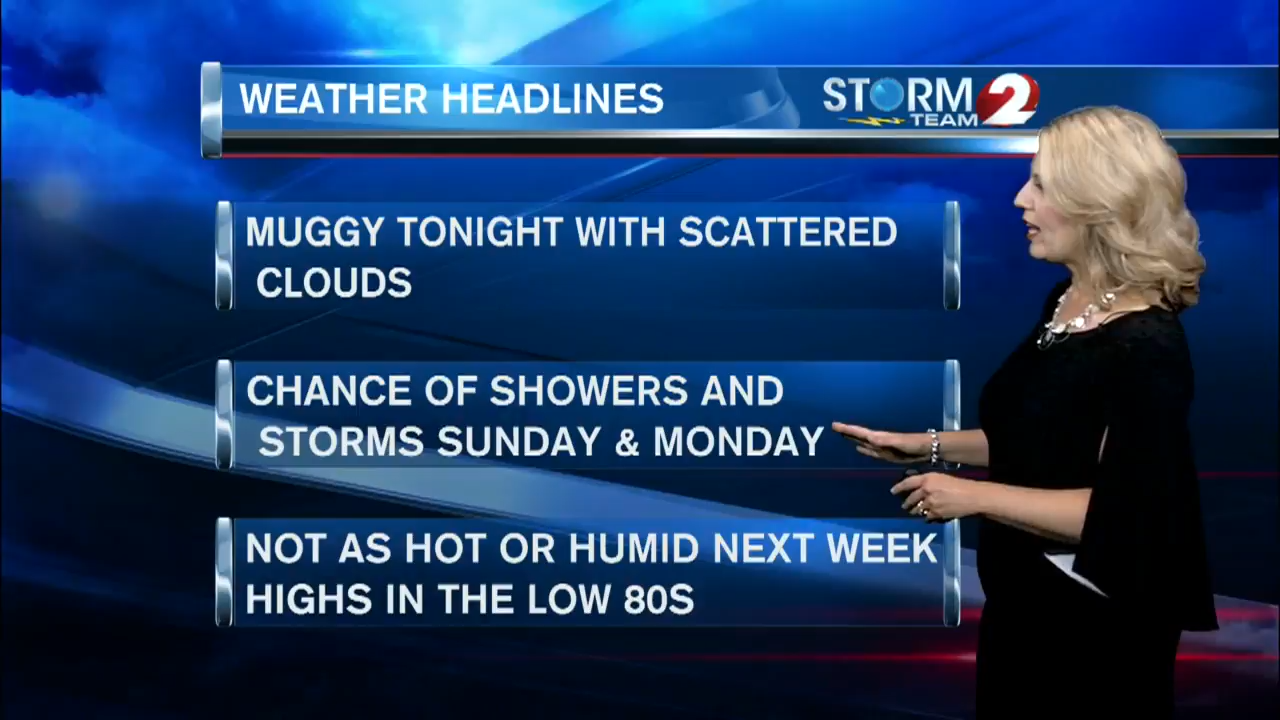 WEATHER HEADLINES
STORM
TEAM
2
MUGGY TONIGHT WITH SCATTERED
CLOUDS
CHANCE OF SHOWERS AND
STORMS SUNDAY & MONDAY
NOT AS HOT OR HUMID NEXT WEEK
HIGHS IN THE LOW 80S